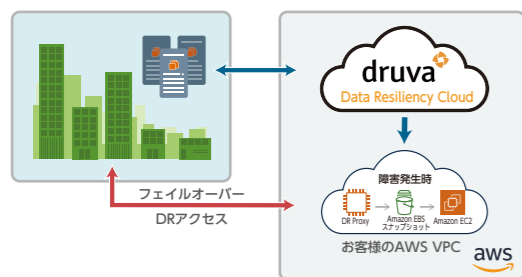 druva
Data Resiliency Cloud
障害発生時
DR Proxy
Amazon EBS
スナップショット
Amazon EC2
フェイルオーバー
DRアクセス
お客様のAWS VPC
aws